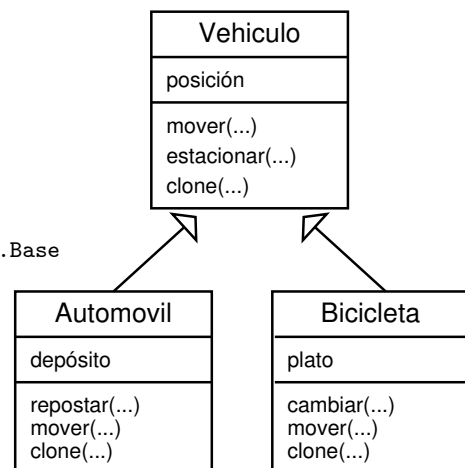 Vehiculo
posición
mover(...)
estacionar(...)
clone(...)
.Base
Automovil
depósito
repostar(...)
mover(...)
clone(...)
Bicicleta
plato
cambiar(...)
mover(...)
clone(...)